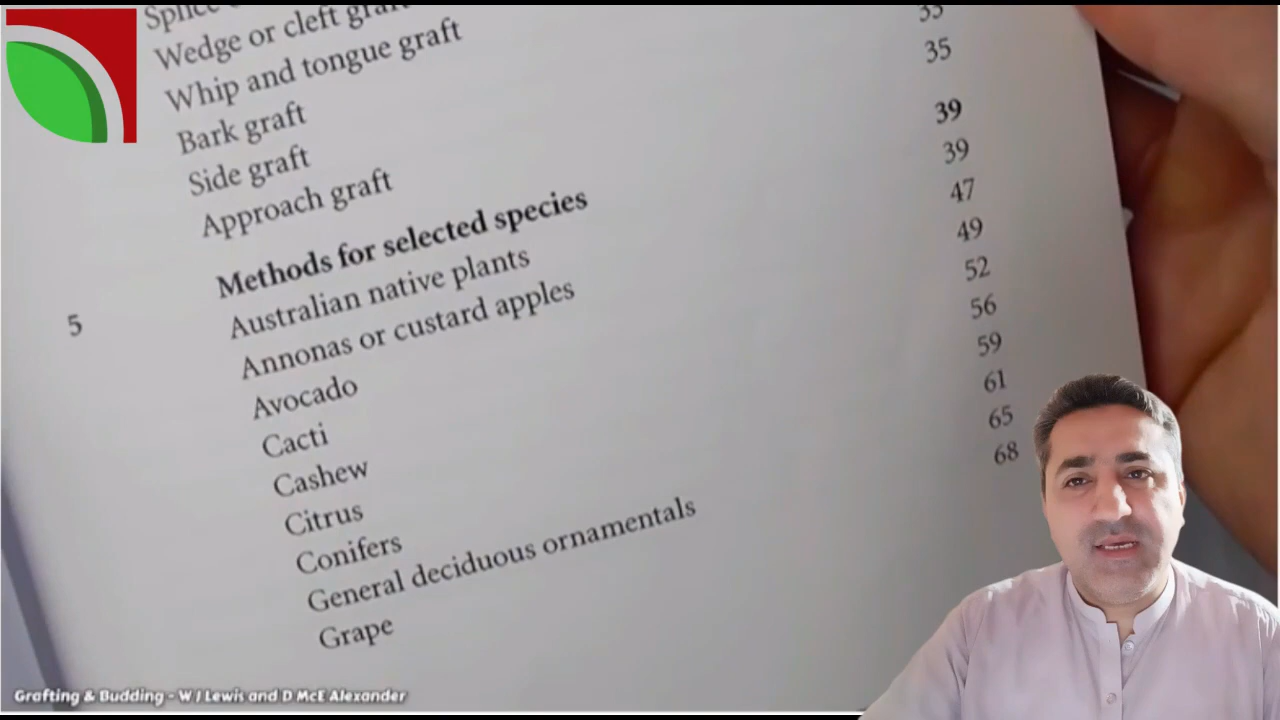 Wedge or cleft graft
Whip and tongue graft
Bark graft
Side graft
Approach graft 35
5 Methods for selected species 39
Australian native plants 39
Annonas or custard apples 47
Avocado 49
Cacti 52
Cashew 56
Citrus 59
Conifers 61
General deciduous ornamentals 65
Grape 68
Grafting & Budding - W J Lewis and D McE Alexander